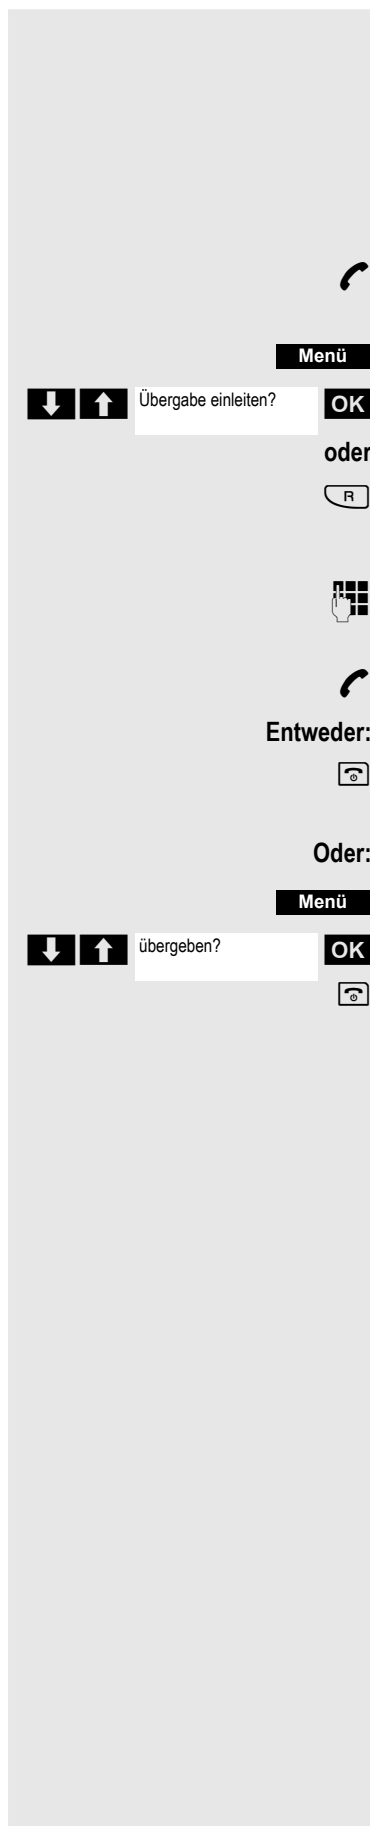 Menü
Übergabe einleiten? OK
oder
R
Entweder:
Oder:
Menü
übergeben? OK